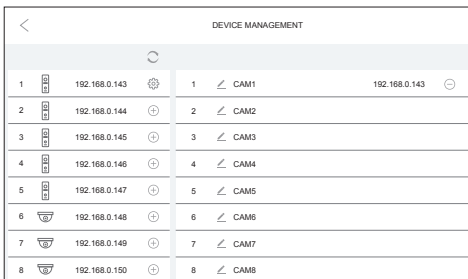 DEVICE MANAGEMENT
1 192.168.0.143 1 CAM1 192.168.0.143
2 192.168.0.144 2 CAM2
3 192.168.0.145 3 CAM3
4 192.168.0.146 4 CAM4
5 192.168.0.147 5 CAM5
6 192.168.0.148 6 CAM6
7 192.168.0.149 7 CAM7
8 192.168.0.150 8 CAM8